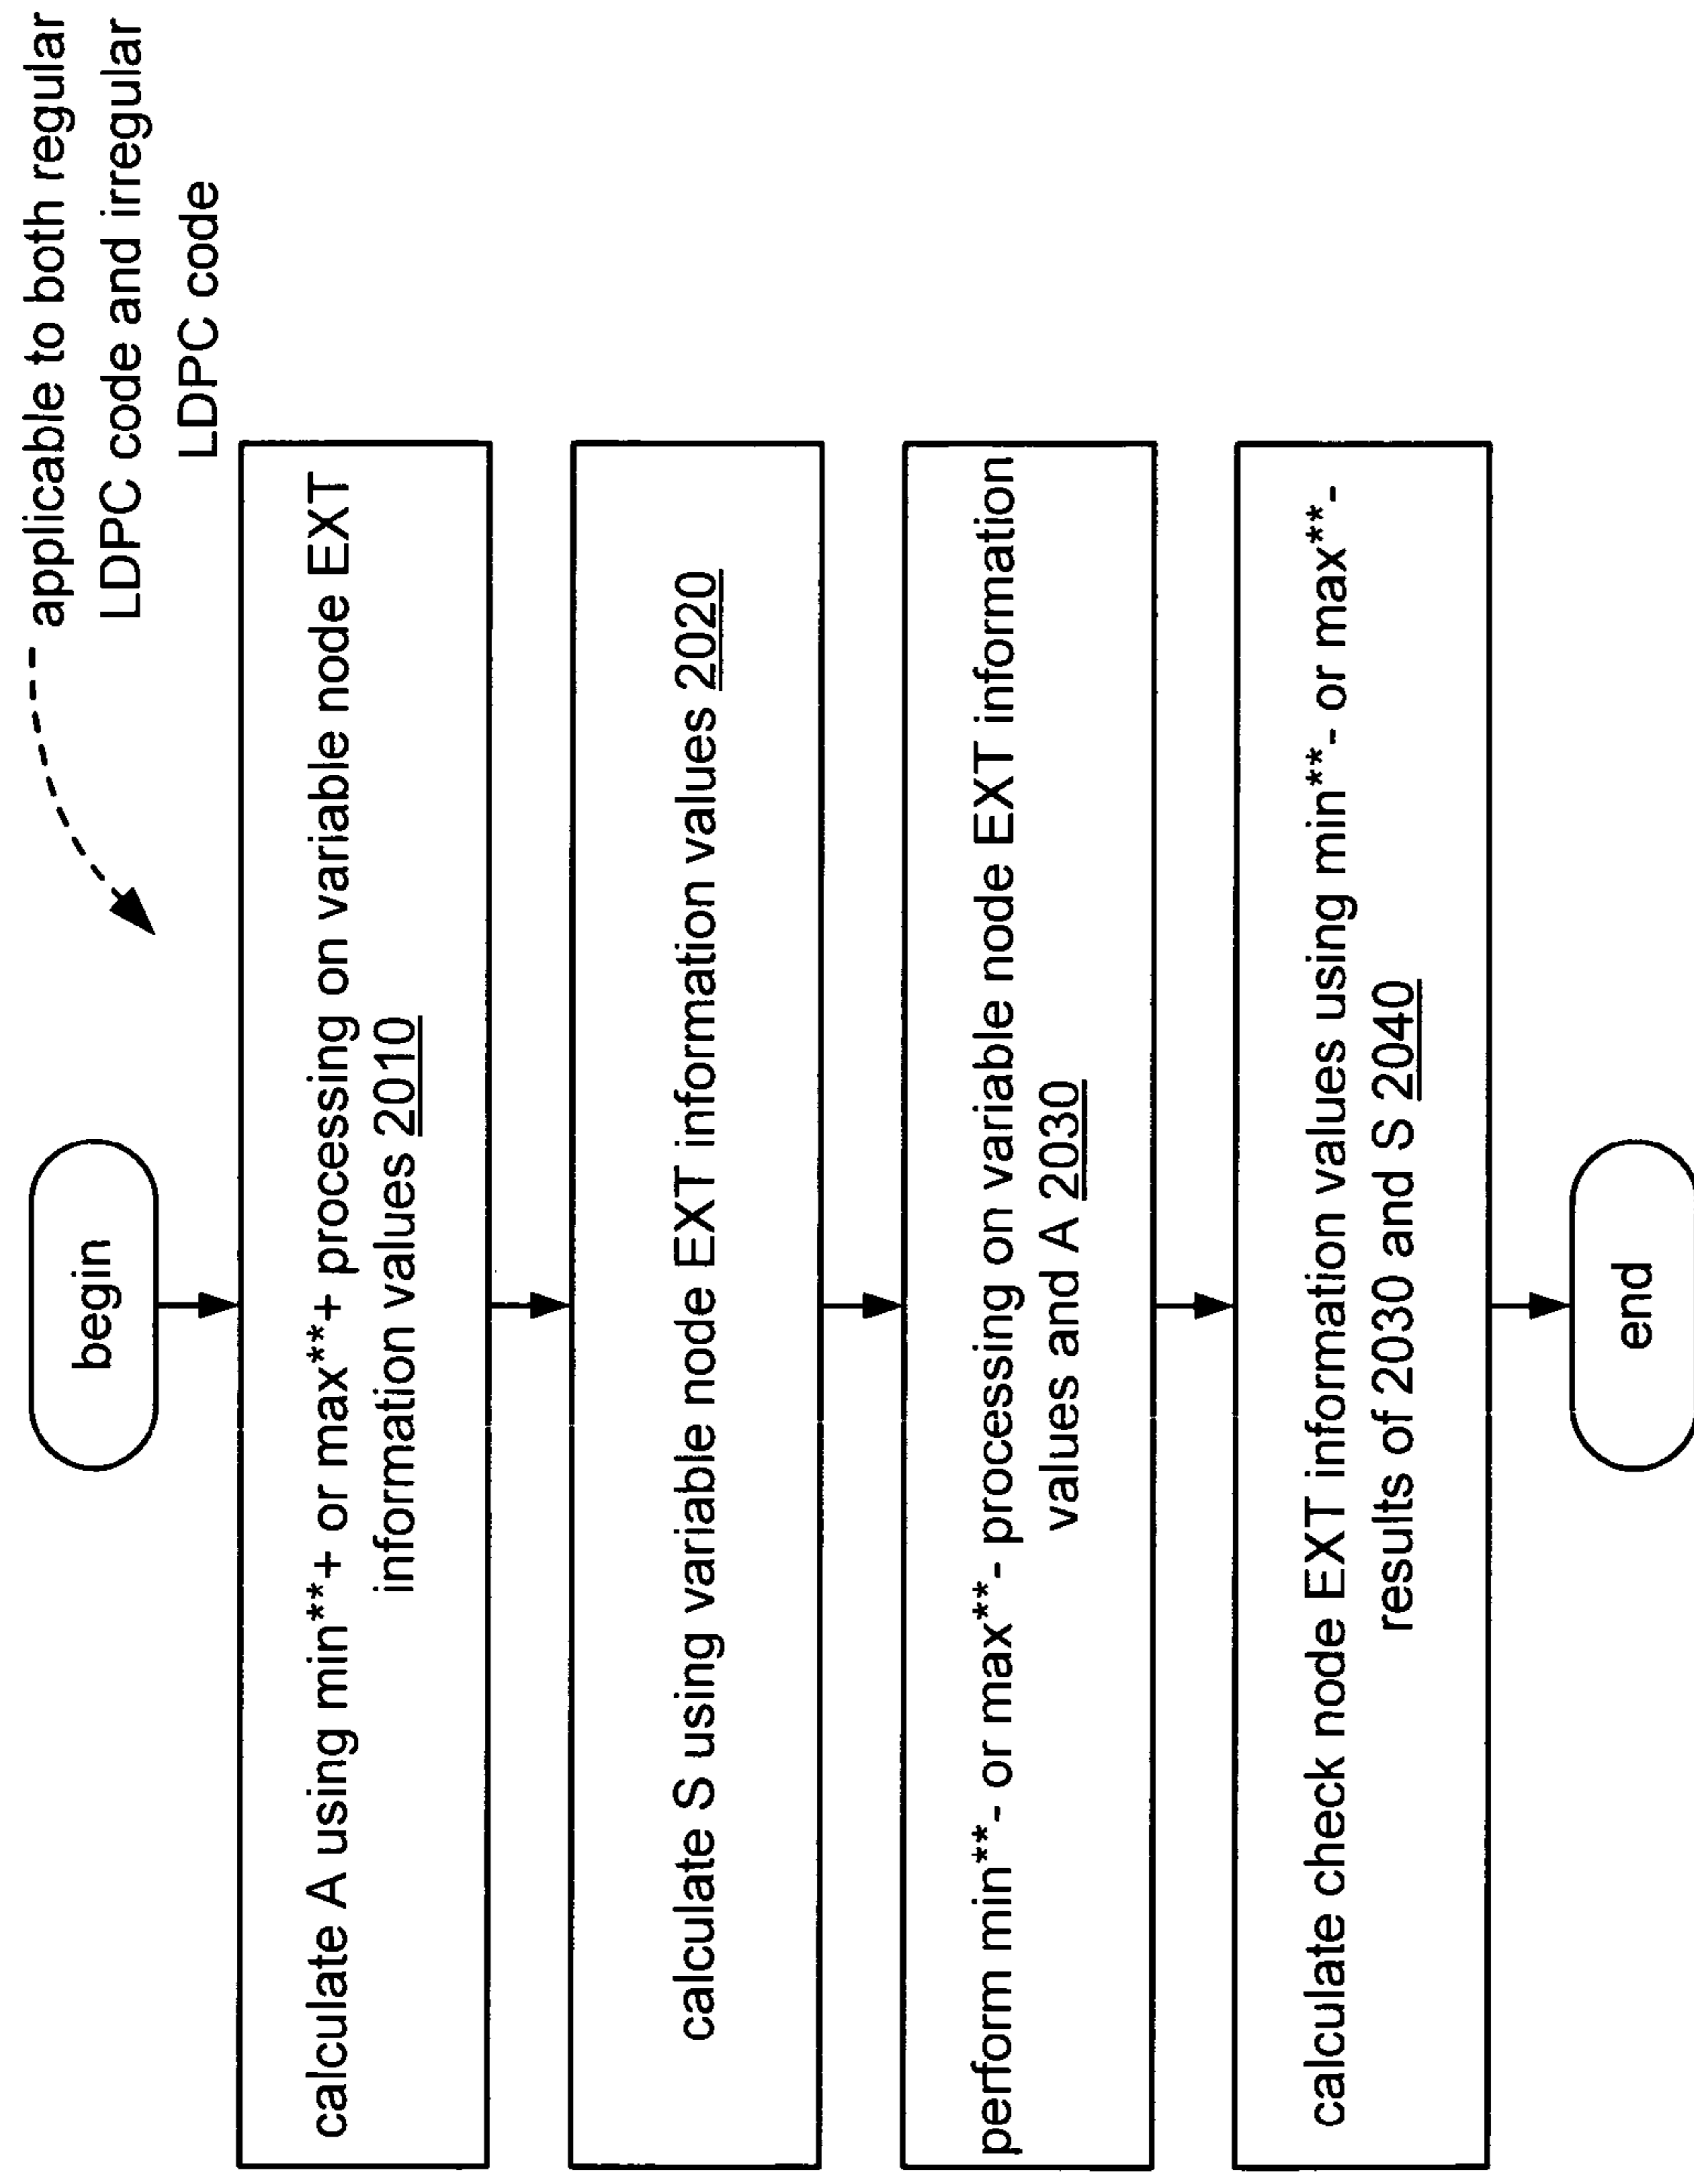 applicable to both regular
LDPC code and irregular
LDPC code
begin
calculate A using min**+ or max**+ processing on variable node EXT
information values 2010
calculate S using variable node EXT information values 2020
perform min**- or max**- processing on variable node EXT information
values and A 2030
calculate check node EXT information values using min**- or max**-
results of 2030 and S 2040
end